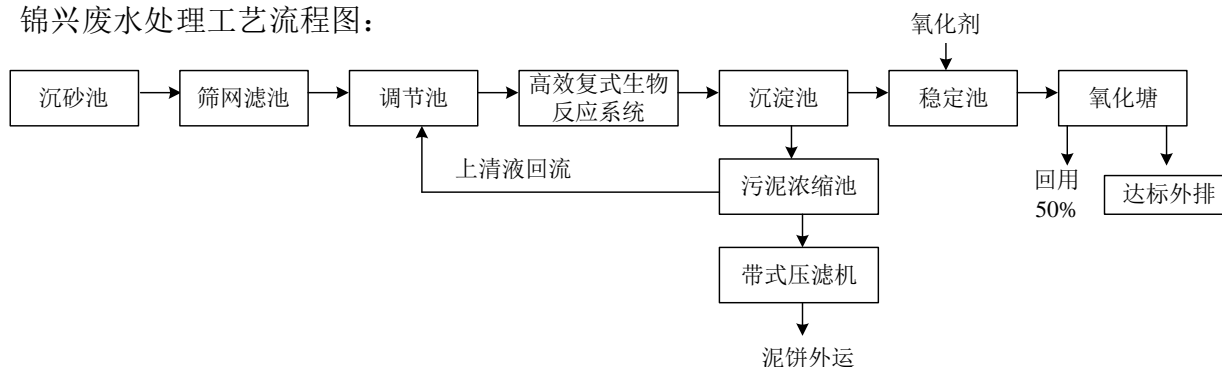 锦兴废水处理工艺流程图：
氧化剂
沉砂池
筛网滤池
调节池
高效复式生物
反应系统
沉淀池
稳定池
氧化塘
上清液回流
污泥浓缩池
回用
50%
达标外排
带式压滤机
泥饼外运